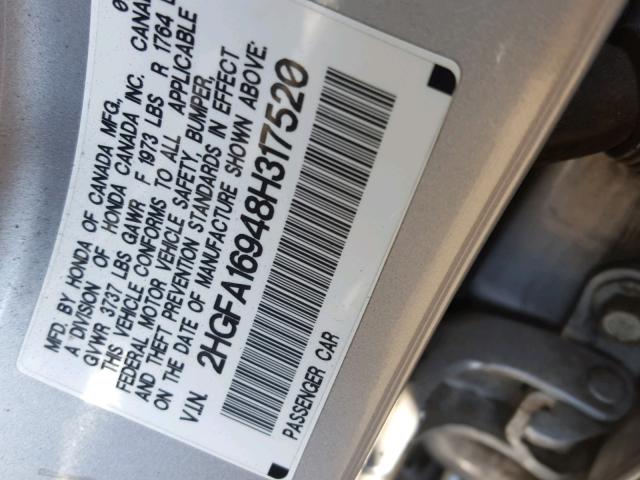 MFD. BY HONDA OF CANADA MFG.,
A DIVISION OF HONDA CANADA INC. CANAD
GVWR 3737 LBS GAWR F 1973 LBS R 1764 L
THIS VEHICLE CONFORMS TO ALL APPLICABLE
FEDERAL MOTOR VEHICLE SAFETY, BUMPER,
AND THEFT PREVENTION STANDARDS IN EFFECT
ON THE DATE OF MANUFACTURE SHOWN ABOVE:
V.I.N. 2HGFA16948H317520
PASSENGER CAR